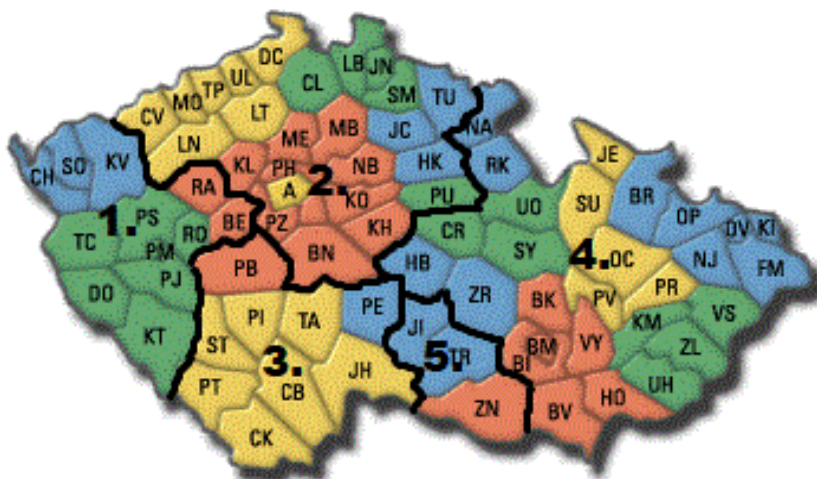 DC
LB
JN
UL
TP
CL
MO
SM
TU
CV
LT
MB
JC
NA
LN
ME
SO
KV
CH
KL
PH
NB
HK
RK
JE
RA
A
2.
KO
PU
UO
SU
BR
OP
1.
PS
RO
BE
PZ
KH
CR
DV
KI
TC
PM
BN
SY
4.
OC
NJ
FM
PJ
PB
HB
DO
PE
ZR
BK
PV
PR
VS
KT
PI
TA
JI
KM
ST
3.
5.
TR
BI
BM
VY
ZL
PT
CB
JH
UH
CK
ZN
BV
HO